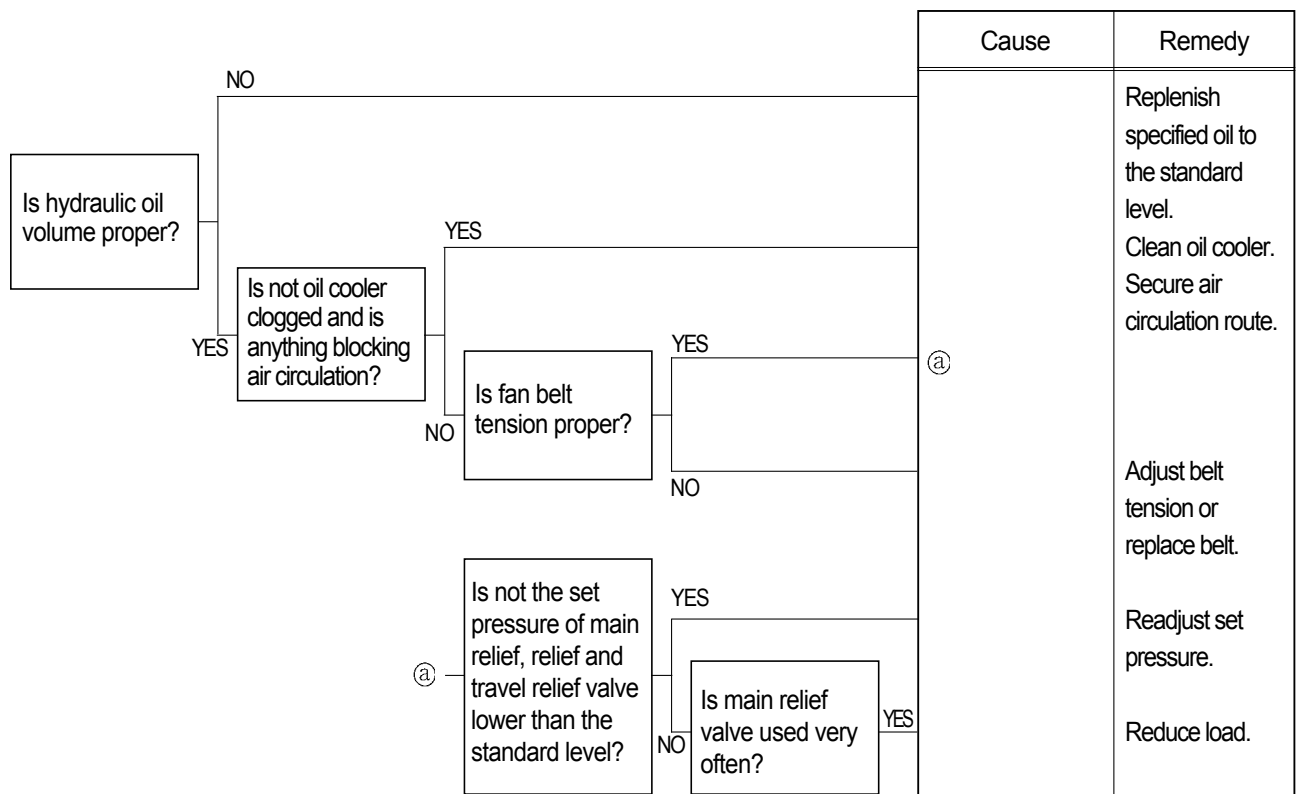 Cause
Remedy
NO
Is hydraulic oil
volume proper?
YES
Is not oil cooler
clogged and is
anything blocking
air circulation?
YES
NO
Is fan belt
tension proper?
YES
NO
ⓐ
Replenish
specified oil to
the standard
level.
Clean oil cooler.
Secure air
circulation route.
Adjust belt
tension or
replace belt.
ⓐ
Is not the set
pressure of main
relief, relief and
travel relief valve
lower than the
standard level?
YES
NO
Is main relief
valve used very
often?
YES
Readjust set
pressure.
Reduce load.